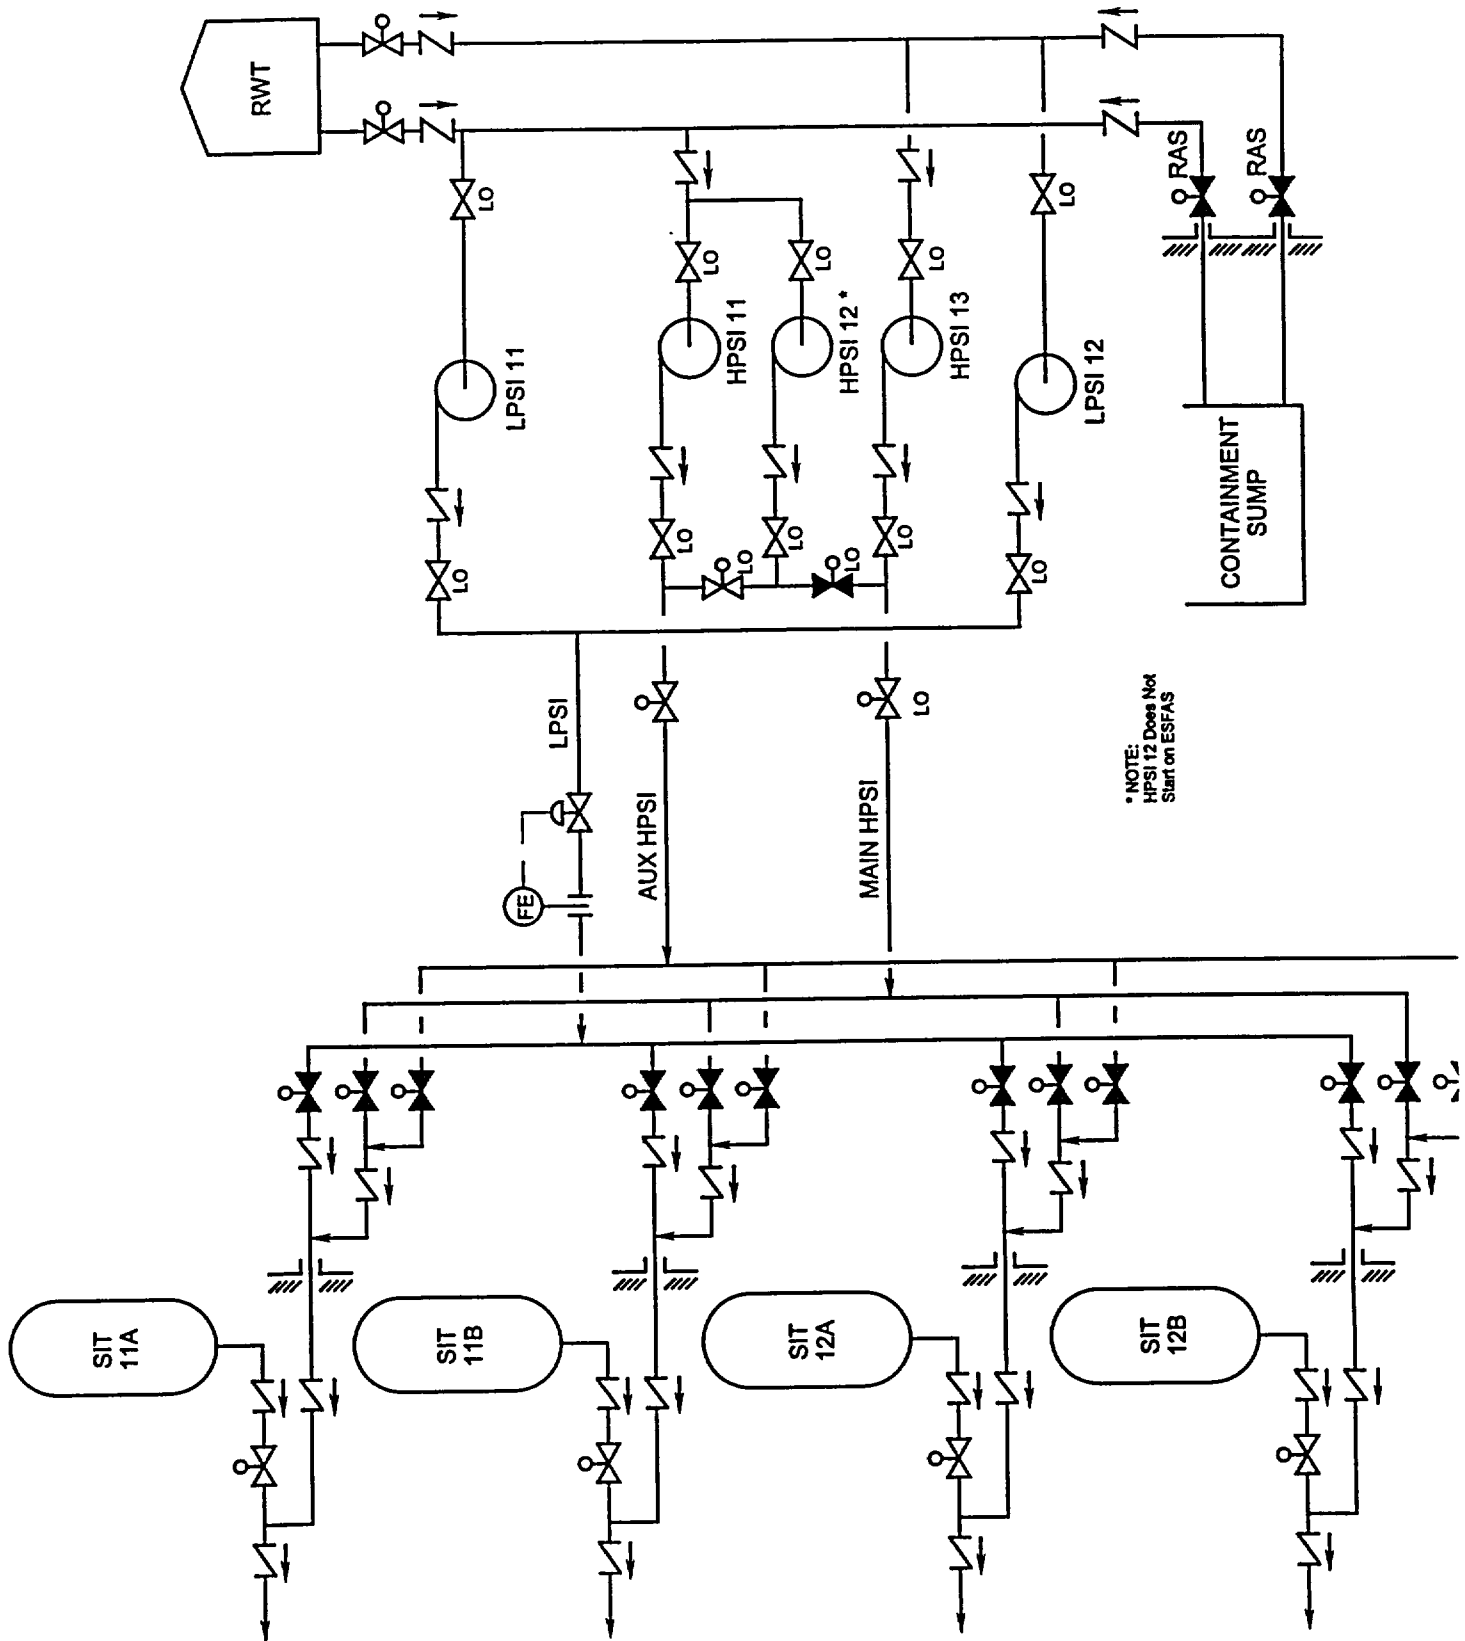 RWT
LO
LPSI 11
LO
LO
LO
HPSI 11
LO
LO
HPSI 12 *
LO
LO
LO
LO
HPSI 13
LO
LO
LPSI 12
LO
RAS
RAS
CONTAINMENT
SUMP
LPSI
FE
AUX HPSI
MAIN HPSI
LO
* NOTE:
HPSI 12 Does Not
Start on ESFAS
SIT
11A
SIT
11B
SIT
12A
SIT
12B